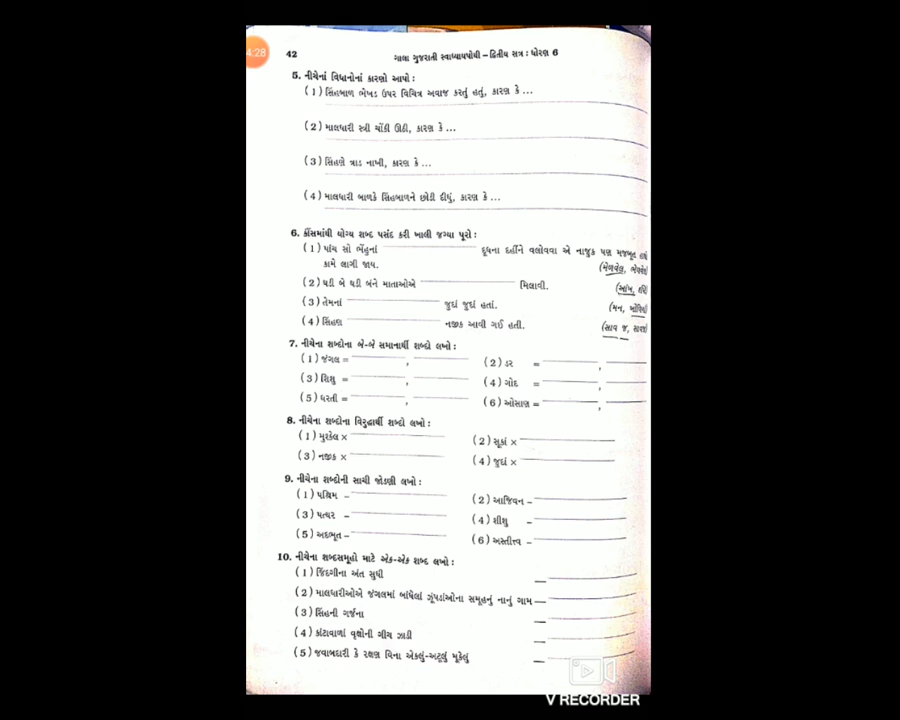 4:28
42
ગાલા ગુજરાતી સ્વાધ્યાયપોથી – દ્વિતીય સત્ર : ધોરણ 6
5. નીચેનાં વિધાનોનાં કારણો આપો :
(1) સિંહબાળ ભેખડ ઉપર વિચિત્ર અવાજ કરતું હતું, કારણ કે ...
(2) માલધારી સ્ત્રી ચોંકી ઊઠી, કારણ કે ...
(3) સિંહણે ત્રાડ નાખી, કારણ કે ...
(4) માલધારી બાળકે સિંહબાળને છોડી દીધું, કારણ કે ...
6. કૌંસમાંથી યોગ્ય શબ્દ પસંદ કરી ખાલી જગ્યા પૂરો :
(1) પાંચ સો ભેંહુનાં દૂધના દહીંને વલોવવા એ નાજુક પણ મજબૂત હાથ
કામે લાગી જાય. (મેળવેલ,
(2) ઘડી બે ઘડી બંને માતાઓએ મિલાવી. (આંખ,
(3) તેમનાં જુદાં જુદાં હતાં. (મન,
(4) સિંહણ નજીક આવી ગઈ હતી. (સાવ જ,
7. નીચેના શબ્દોના બે-બે સમાનાર્થી શબ્દો લખો :
(1) જંગલ = , (2) ડર = ,
(3) શિશુ = , (4) ગોદ = ,
(5) ધરતી = , (6) ઓસાણ = ,
8. નીચેના શબ્દોના વિરુદ્ધાર્થી શબ્દો લખો :
(1) મુશ્કેલ × (2) સૂકાં ×
(3) નજીક × (4) જુદાં ×
9. નીચેના શબ્દોની સાચી જોડણી લખો :
(1) પશ્ચિમ – (2) આજિવન –
(3) પત્થર – (4) શીશુ –
(5) અદભૂત – (6) અસ્તીત્ત્વ –
10. નીચેના શબ્દસમૂહો માટે એક-એક શબ્દ લખો :
(1) જિંદગીના અંત સુધી –
(2) માલધારીઓએ જંગલમાં બાંધેલાં ઝૂંપડાંઓના સમૂહનું નાનું ગામ –
(3) સિંહની ગર્જના –
(4) કાંટાવાળાં વૃક્ષોની ગીચ ઝાડી –
(5) જવાબદારી કે રક્ષણ વિના એકલું-અટૂલું મૂકેલું –
V RECORDER